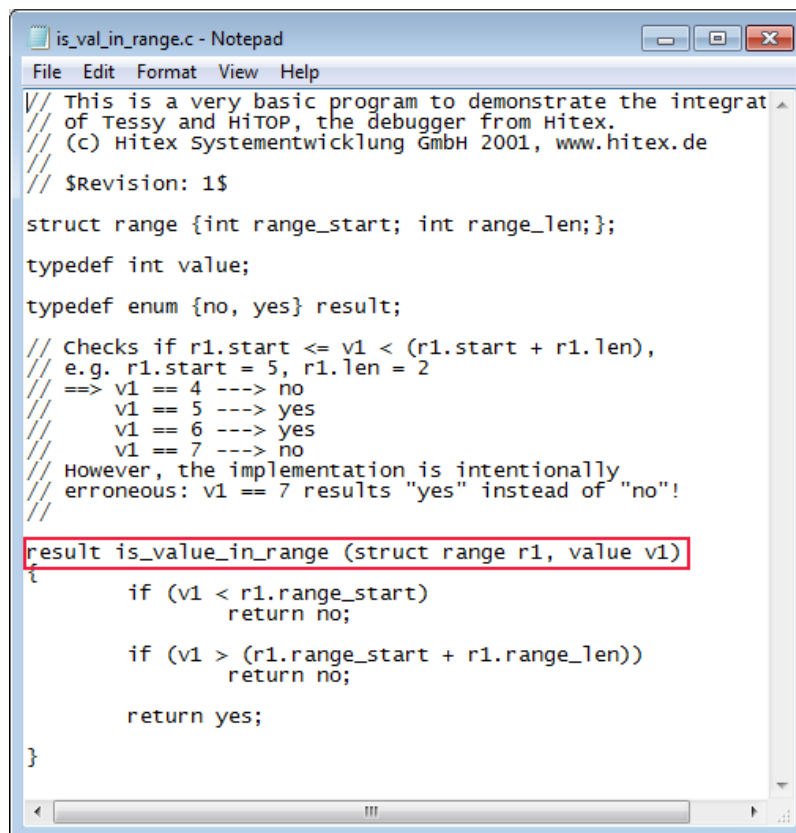 is_val_in_range.c - Notepad
File Edit Format View Help
// This is a very basic program to demonstrate the integrat
// of Tessy and HiTOP, the debugger from Hitex.
// (c) Hitex Systementwicklung GmbH 2001, www.hitex.de
//
// $Revision: 1$
struct range {int range_start; int range_len;};
typedef int value;
typedef enum {no, yes} result;
// Checks if r1.start <= v1 < (r1.start + r1.len),
// e.g. r1.start = 5, r1.len = 2
// ==> v1 == 4 ---> no
// v1 == 5 ---> yes
// v1 == 6 ---> yes
// v1 == 7 ---> no
// However, the implementation is intentionally
// erroneous: v1 == 7 results "yes" instead of "no"!
//
result is_value_in_range (struct range r1, value v1)
{
if (v1 < r1.range_start)
return no;
if (v1 > (r1.range_start + r1.range_len))
return no;
return yes;
}